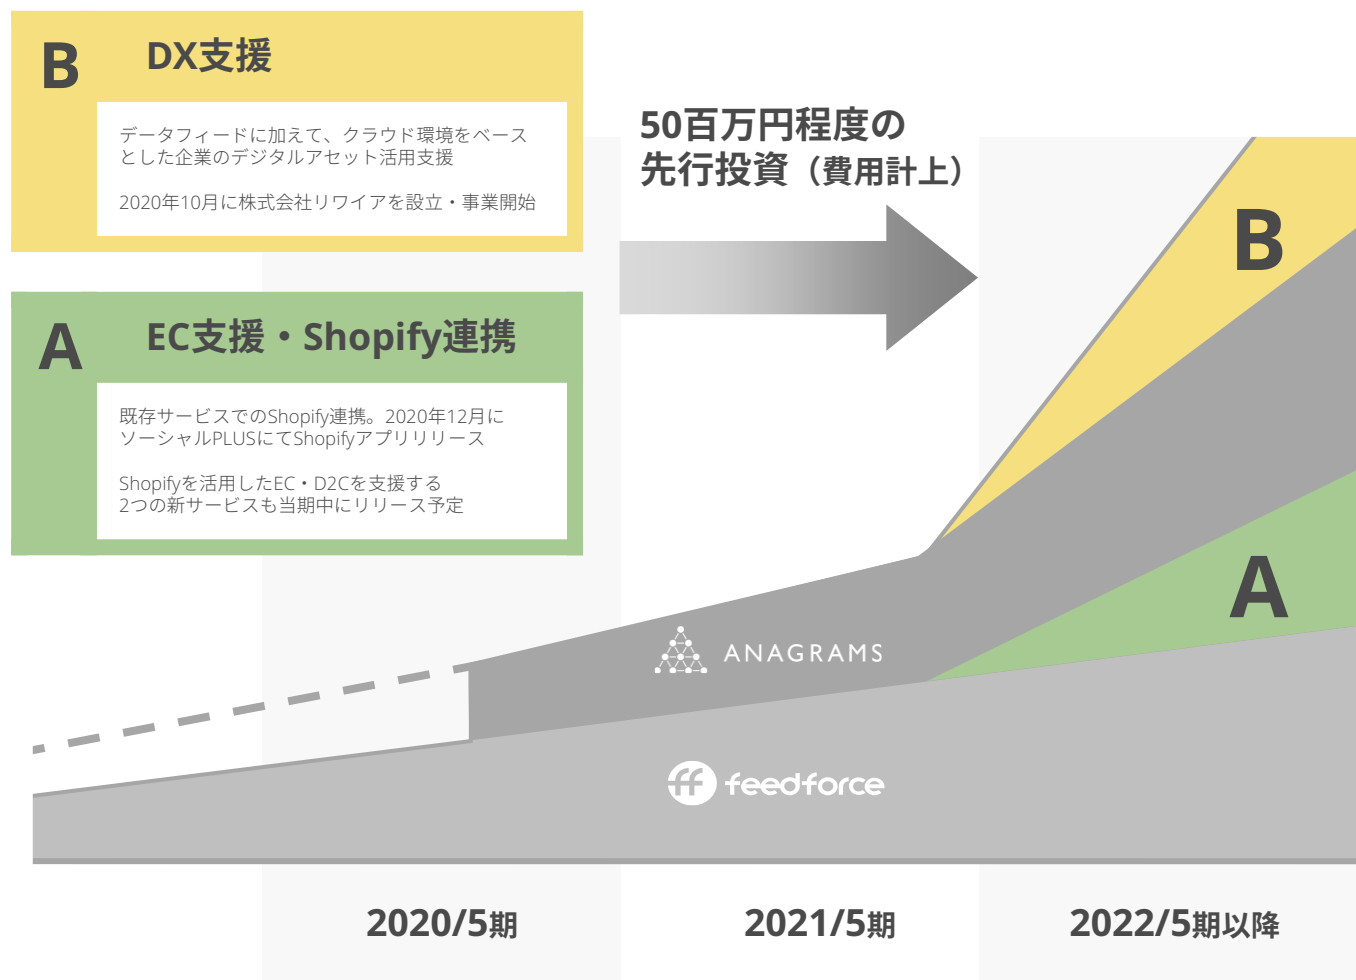 B DX支援
データフィードに加えて、クラウド環境をベース
とした企業のデジタルアセット活用支援
2020年10月に株式会社リワイアを設立・事業開始
A EC支援・Shopify連携
既存サービスでのShopify連携。2020年12月に
ソーシャルPLUSにてShopifyアプリリリース
Shopifyを活用したEC・D2Cを支援する
2つの新サービスも当期中にリリース予定
50百万円程度の
先行投資（費用計上）
B
A
ANAGRAMS
ff feedforce
2020/5期
2021/5期
2022/5期以降